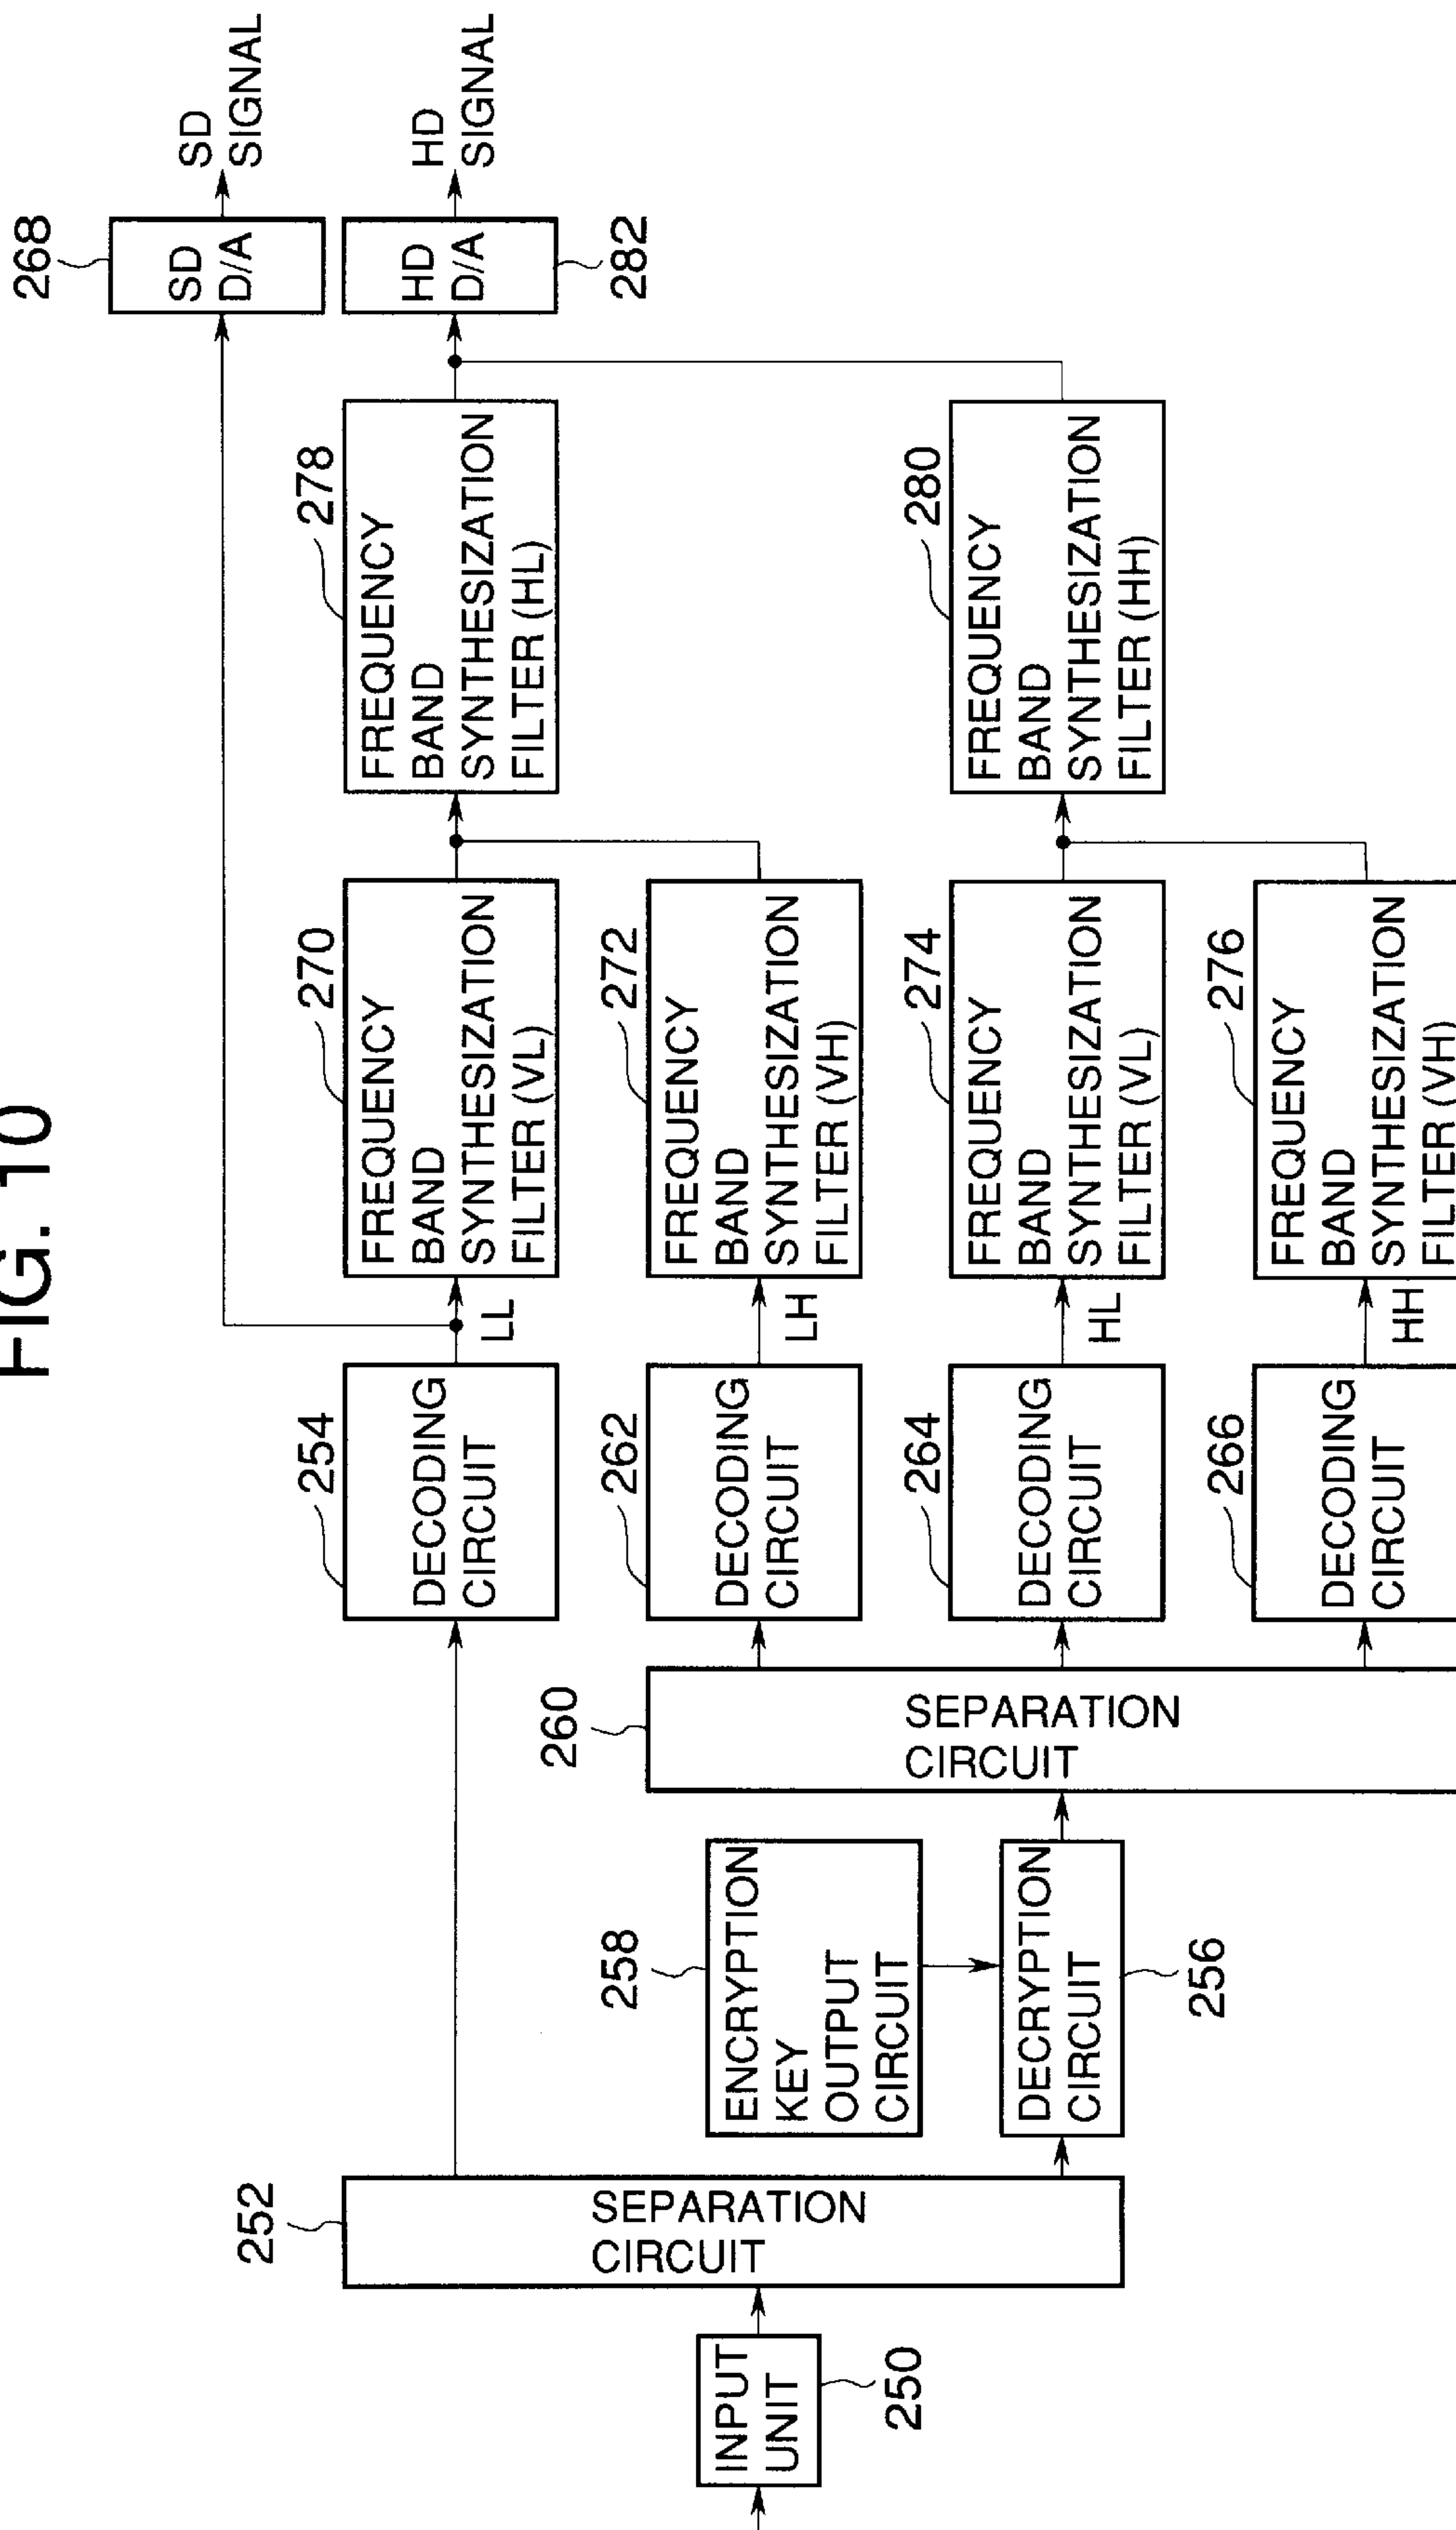 FIG. 10
268
SD
D/A
SD
SIGNAL
HD
D/A
HD
SIGNAL
282
254
DECODING
CIRCUIT
LL
270
FREQUENCY
BAND
SYNTHESIZATION
FILTER (VL)
278
FREQUENCY
BAND
SYNTHESIZATION
FILTER (HL)
262
DECODING
CIRCUIT
LH
272
FREQUENCY
BAND
SYNTHESIZATION
FILTER (VH)
264
DECODING
CIRCUIT
HL
274
FREQUENCY
BAND
SYNTHESIZATION
FILTER (VL)
280
FREQUENCY
BAND
SYNTHESIZATION
FILTER (HH)
266
DECODING
CIRCUIT
HH
276
FREQUENCY
BAND
SYNTHESIZATION
FILTER (VH)
260
SEPARATION
CIRCUIT
258
ENCRYPTION
KEY
OUTPUT
CIRCUIT
DECRYPTION
CIRCUIT
256
252
SEPARATION
CIRCUIT
INPUT
UNIT
250